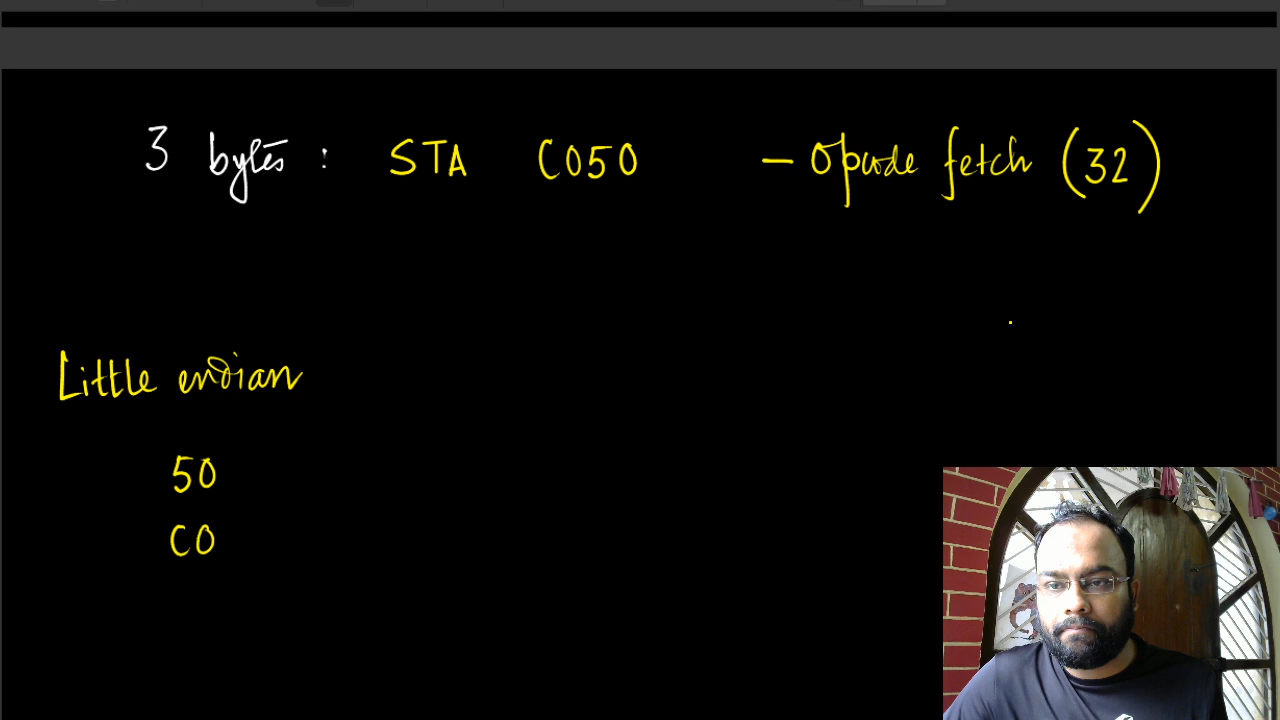 3 bytes : STA C050 – Opcode fetch (32)
Little endian
50
C0